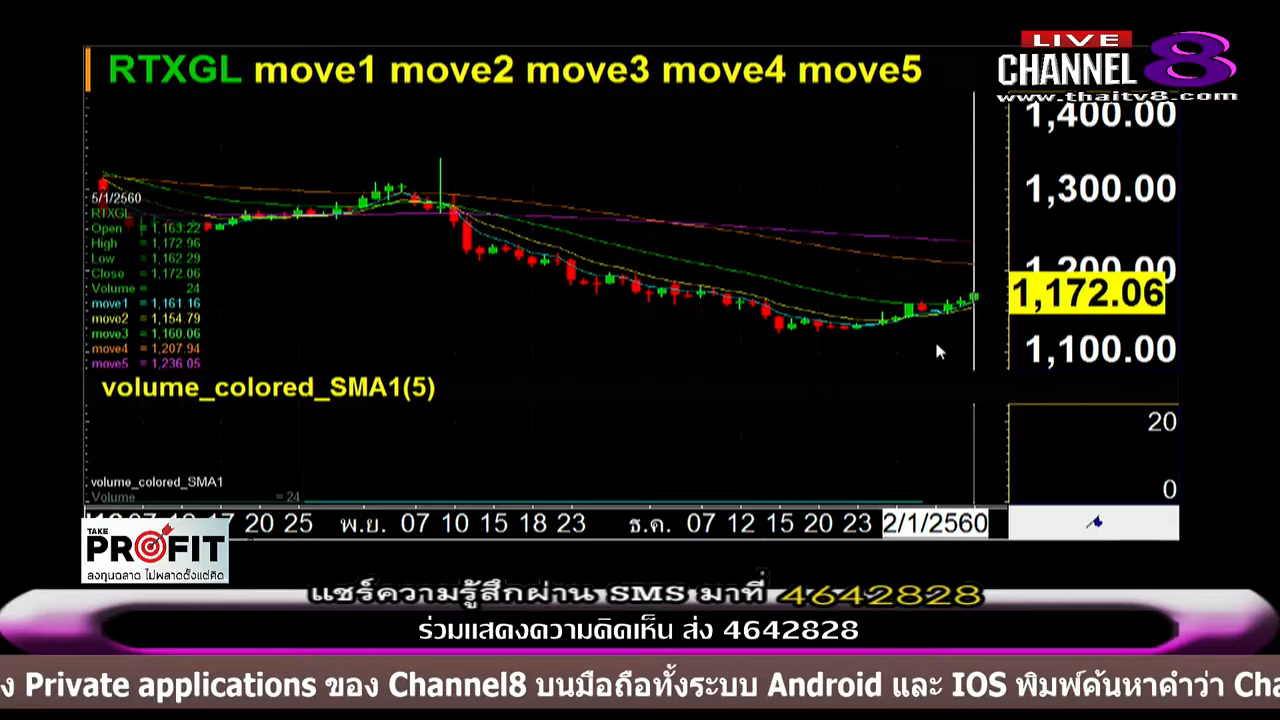 RTXGL move1 move2 move3 move4 move5
LIVE
CHANNEL 8
www.thaitv8.com
1,400.00
1,300.00
1,200.00
1,172.06
1,100.00
5/1/2560
RTXGL
Open = 1,163.22
High = 1,172.96
Low = 1,162.29
Close = 1,172.06
Volume = 24
move1 = 1,161.16
move2 = 1,154.79
move3 = 1,160.06
move4 = 1,207.94
move5 = 1,236.05
volume_colored_SMA1(5)
20
0
volume_colored_SMA1
Volume = 24
20 25 พ.ย. 07 10 15 18 23 ธ.ค. 07 12 15 20 23 2/1/2560
TAKE
PROFIT
ลงทุนฉลาด ไม่พลาดตั้งแต่คิด
แชร์ความรู้สึกผ่าน SMS มาที่ 4642828
ร่วมแสดงความคิดเห็น ส่ง 4642828
ง Private applications ของ Channel8 บนมือถือทั้งระบบ Android และ IOS พิมพ์ค้นหาคำว่า Cha